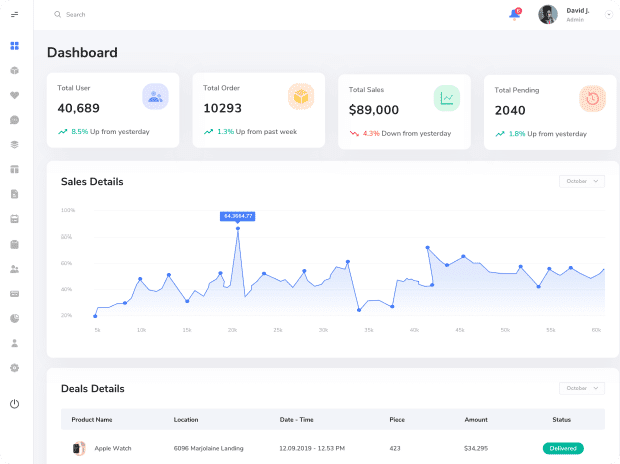 Search
6
David J.
Admin
Dashboard
Total User
40,689
8.5% Up from yesterday
Total Order
10293
1.3% Up from past week
Total Sales
$89,000
4.3% Down from yesterday
Total Pending
2040
1.8% Up from yesterday
Sales Details
October
64,3664.77
100%
80%
60%
40%
20%
5k 10k 15k 20k 25k 30k 35k 40k 45k 50k 55k 60k
Deals Details
October
Product Name Location Date - Time Piece Amount Status
Apple Watch 6096 Marjolaine Landing 12.09.2019 - 12.53 PM 423 $34,295 Delivered